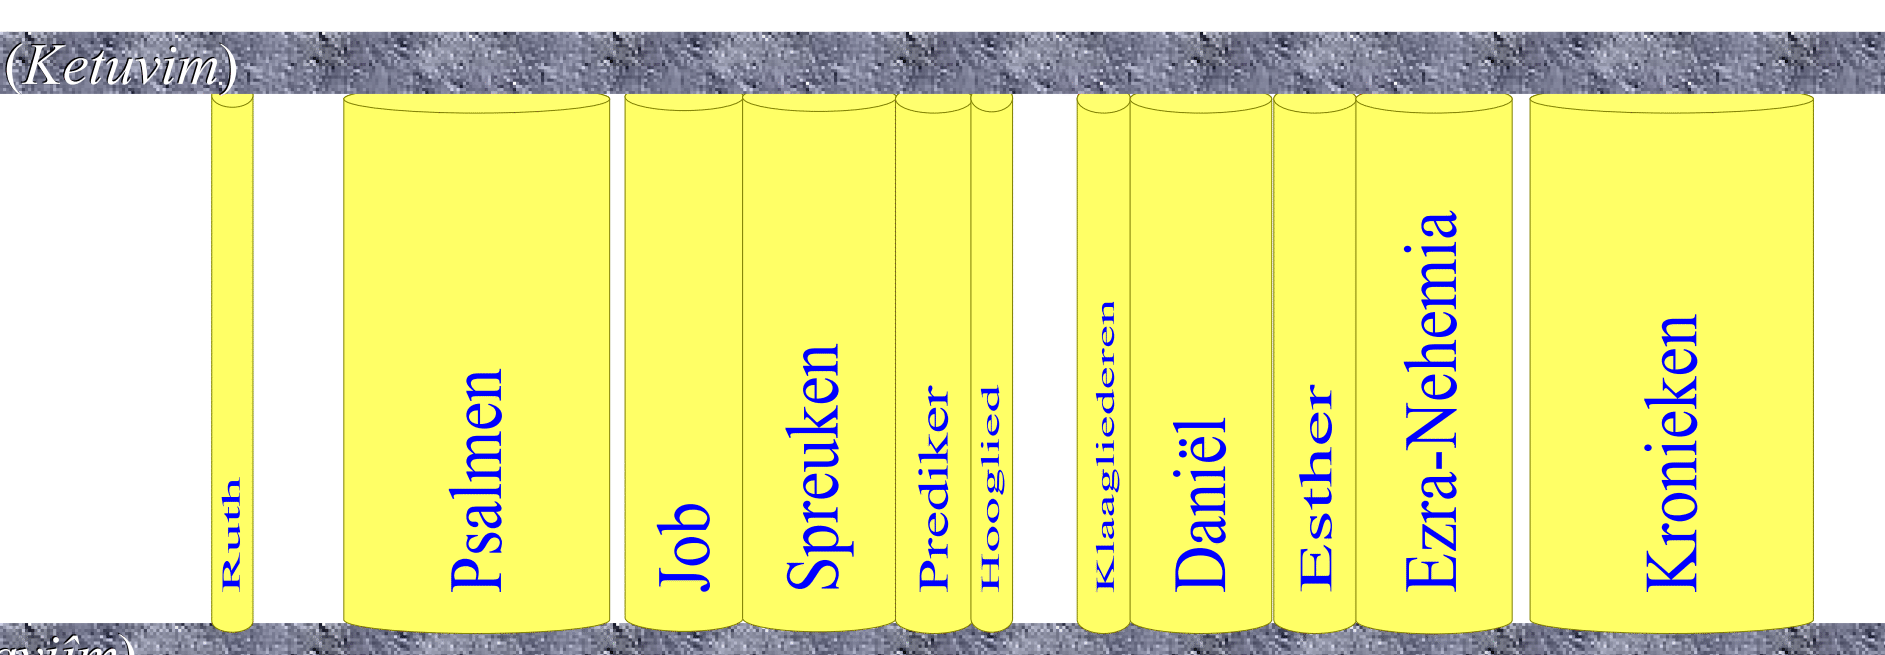 (Ketuvim)
Ruth
Psalmen
Job
Spreuken
Prediker
Hooglied
Klaagliederen
Daniël
Esther
Ezra-Nehemia
Kronieken